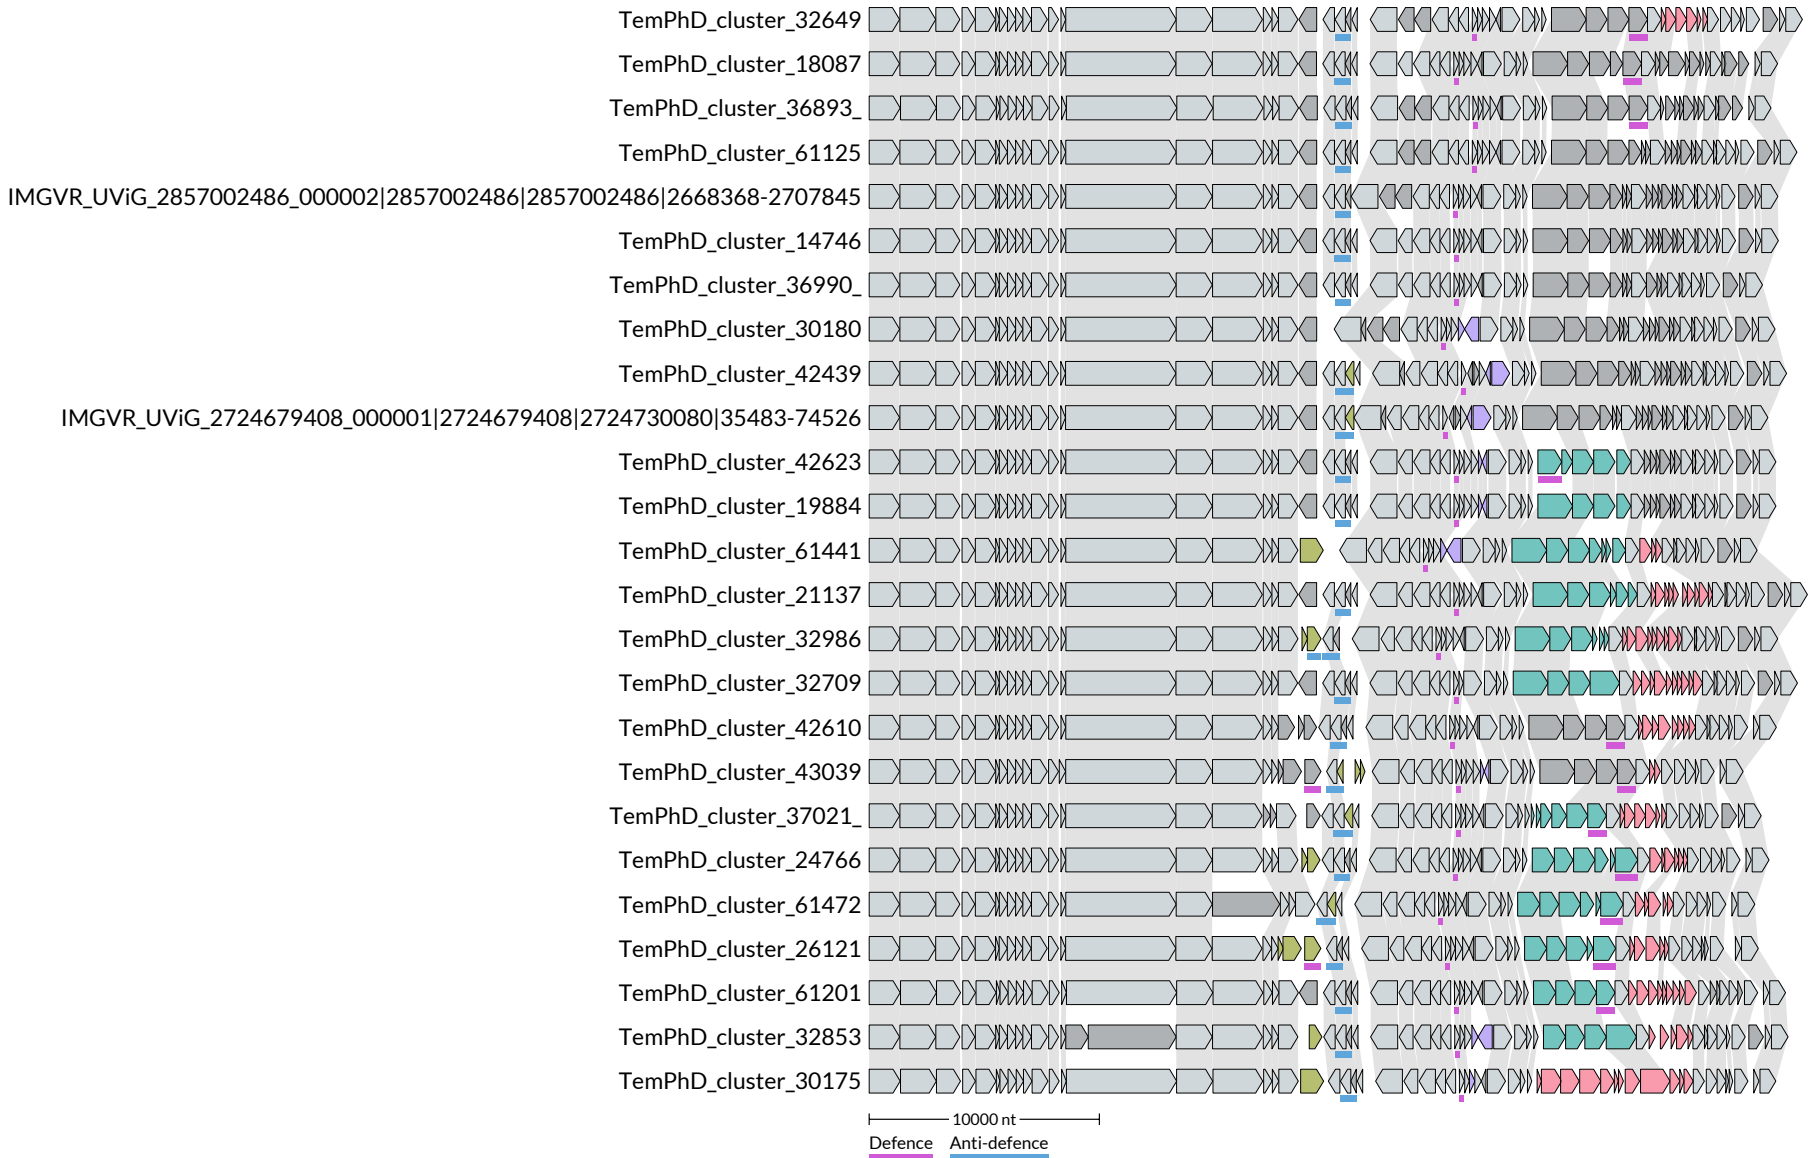 TemPhD_cluster_32649
TemPhD_cluster_18087
TemPhD_cluster_36893_
TemPhD_cluster_61125
IMGVR_UViG_2857002486_000002|2857002486|2857002486|2668368-2707845
TemPhD_cluster_14746
TemPhD_cluster_36990_
TemPhD_cluster_30180
TemPhD_cluster_42439
IMGVR_UViG_2724679408_000001|2724679408|2724730080|35483-74526
TemPhD_cluster_42623
TemPhD_cluster_19884
TemPhD_cluster_61441
TemPhD_cluster_21137
TemPhD_cluster_32986
TemPhD_cluster_32709
TemPhD_cluster_42610
TemPhD_cluster_43039
TemPhD_cluster_37021_
TemPhD_cluster_24766
TemPhD_cluster_61472
TemPhD_cluster_26121
TemPhD_cluster_61201
TemPhD_cluster_32853
TemPhD_cluster_30175
10000 nt
Defence Anti-defence